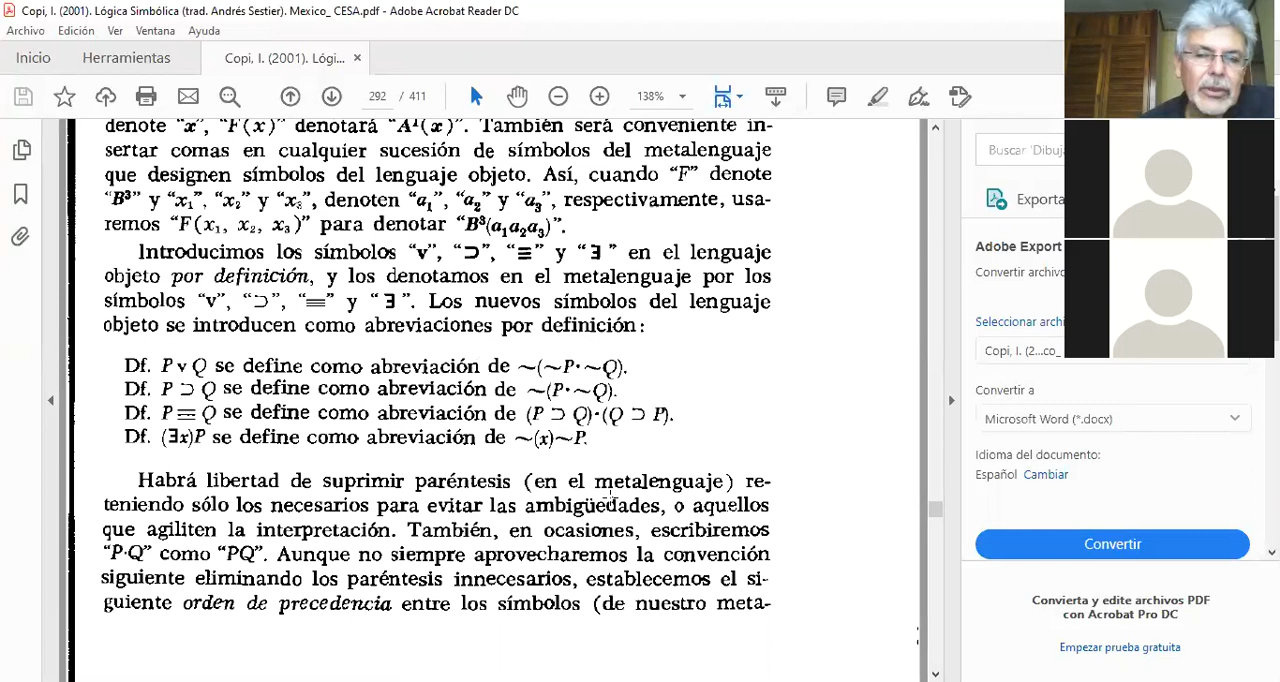 Copi, I. (2001). Lógica Simbólica (trad. Andrés Sestier). Mexico_ CESA.pdf - Adobe Acrobat Reader DC
Archivo Edición Ver Ventana Ayuda
Inicio Herramientas Copi, I. (2001). Lógi... ×
292 / 411 138%
denote “x”, “F(x)” denotará “A¹(x)”. También será conveniente in-
sertar comas en cualquier sucesión de símbolos del metalenguaje
que designen símbolos del lenguaje objeto. Así, cuando “F” denote
“B³” y “x₁”, “x₂” y “x₃”, denoten “a₁”, “a₂” y “a₃”, respectivamente, usa-
remos “F(x₁, x₂, x₃)” para denotar “B³(a₁a₂a₃)”.
Introducimos los símbolos “v”, “⊃”, “≡” y “∃” en el lenguaje
objeto por definición, y los denotamos en el metalenguaje por los
símbolos “v”, “⊃”, “≡” y “∃”. Los nuevos símbolos del lenguaje
objeto se introducen como abreviaciones por definición:
Df. P v Q se define como abreviación de ~(~P·~Q).
Df. P ⊃ Q se define como abreviación de ~(P·~Q).
Df. P ≡ Q se define como abreviación de (P ⊃ Q)·(Q ⊃ P).
Df. (∃x)P se define como abreviación de ~(x)~P.
Habrá libertad de suprimir paréntesis (en el metalenguaje) re-
teniendo sólo los necesarios para evitar las ambigüedades, o aquellos
que agiliten la interpretación. También, en ocasiones, escribiremos
“P·Q” como “PQ”. Aunque no siempre aprovecharemos la convención
siguiente eliminando los paréntesis innecesarios, establecemos el si-
guiente orden de precedencia entre los símbolos (de nuestro meta-
Buscar 'Dibuj
Exporta
Adobe Export
Convertir archivo
Seleccionar archi
Copi, I. (2...co_
Convertir a
Microsoft Word (*.docx)
Idioma del documento:
Español Cambiar
Convertir
Convierta y edite archivos PDF
con Acrobat Pro DC
Empezar prueba gratuita